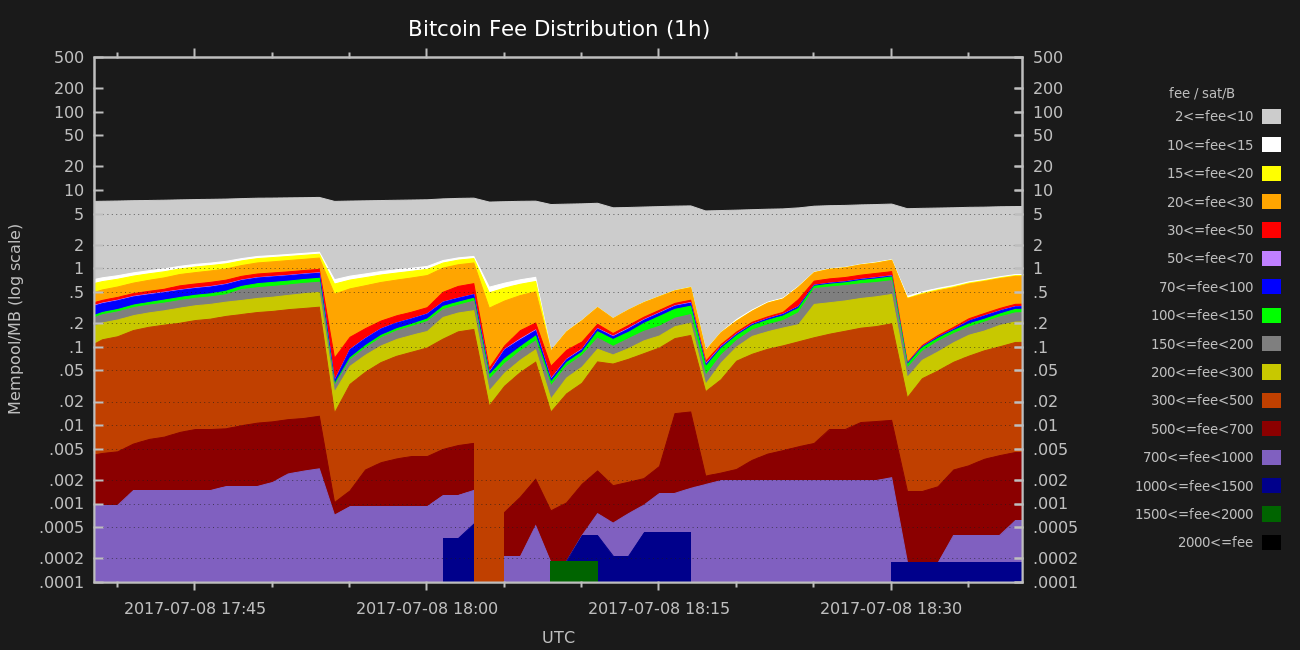 Bitcoin Fee Distribution (1h)
Mempool/MB (log scale)
500
200
100
50
20
10
5
2
1
.5
.2
.1
.05
.02
.01
.005
.002
.001
.0005
.0002
.0001
500
200
100
50
20
10
5
2
1
.5
.2
.1
.05
.02
.01
.005
.002
.001
.0005
.0002
.0001
2017-07-08 17:45
2017-07-08 18:00
2017-07-08 18:15
2017-07-08 18:30
UTC
fee / sat/B
2<=fee<10
10<=fee<15
15<=fee<20
20<=fee<30
30<=fee<50
50<=fee<70
70<=fee<100
100<=fee<150
150<=fee<200
200<=fee<300
300<=fee<500
500<=fee<700
700<=fee<1000
1000<=fee<1500
1500<=fee<2000
2000<=fee